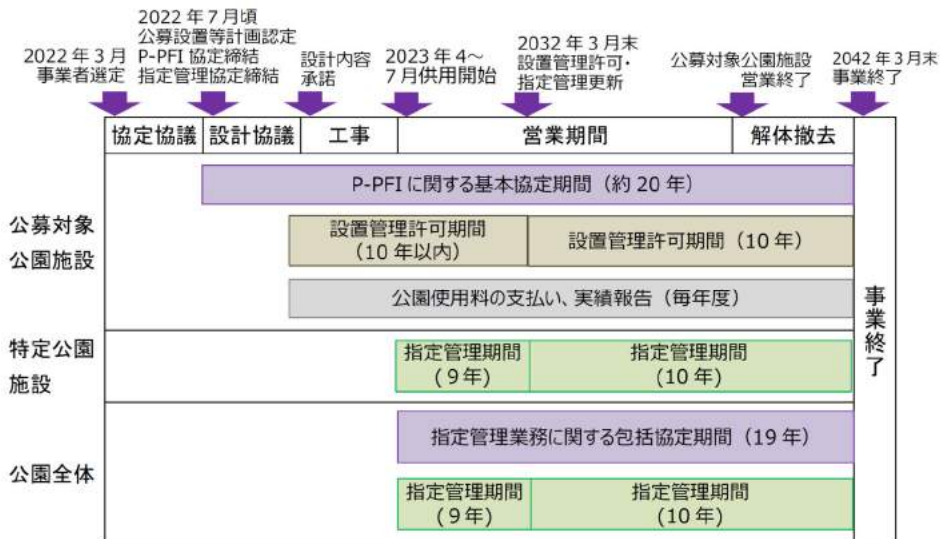 2022年3月
事業者選定
2022年7月頃
公募設置等計画認定
P-PFI 協定締結
指定管理協定締結
設計内容
承諾
2023年4～
7月供用開始
2032年3月末
設置管理許可・
指定管理更新
公募対象公園施設
営業終了
2042年3月末
事業終了
協定協議
設計協議
工事
営業期間
解体撤去
公募対象
公園施設
P-PFIに関する基本協定期間（約20年）
設置管理許可期間
（10年以内）
設置管理許可期間（10年）
公園使用料の支払い、実績報告（毎年度）
特定公園
施設
指定管理期間
（9年）
指定管理期間
（10年）
公園全体
指定管理業務に関する包括協定期間（19年）
指定管理期間
（9年）
指定管理期間
（10年）
事業終了